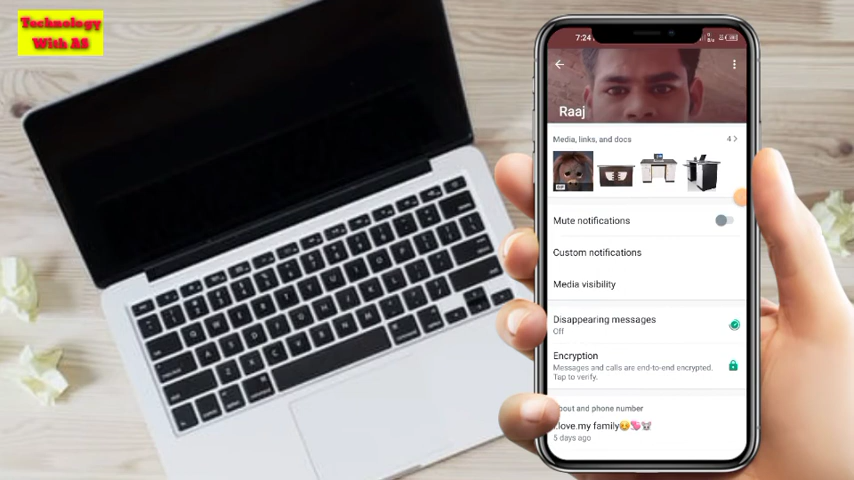 Technology
With AS
7:24
Raaj
Media, links, and docs
4 >
GIF
Mute notifications
Custom notifications
Media visibility
Disappearing messages
Off
Encryption
Messages and calls are end-to-end encrypted.
Tap to verify.
bout and phone number
.love.my family😊💘🐭
5 days ago